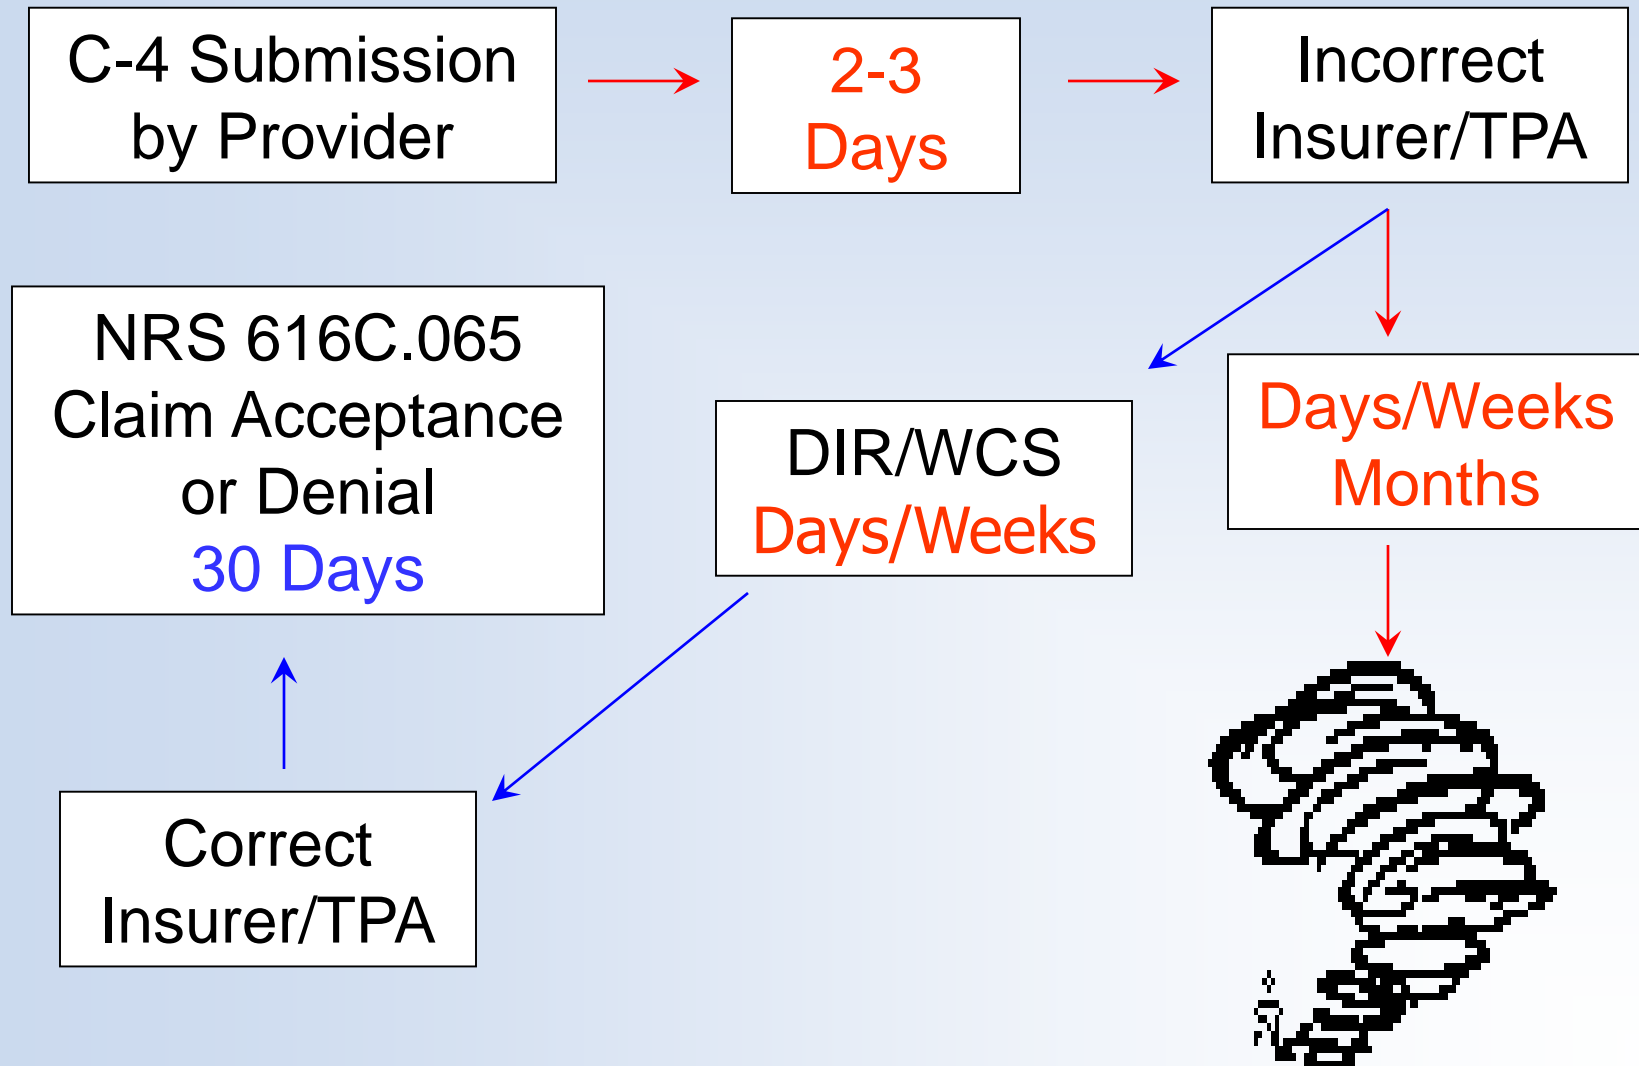 C-4 Submission
by Provider
2-3
Days
Incorrect
Insurer/TPA
Days/Weeks
Months
DIR/WCS
Days/Weeks
Correct
Insurer/TPA
NRS 616C.065
Claim Acceptance
or Denial
30 Days